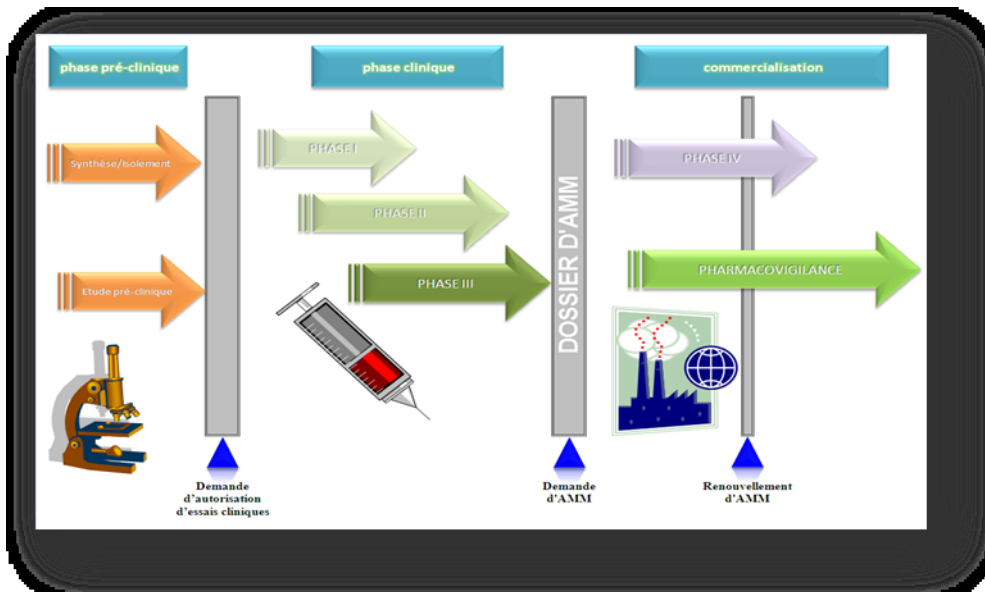 phase pré-clinique
phase clinique
commercialisation
Synthèse/Isolement
PHASE I
PHASE IV
PHASE II
Etude pré-clinique
PHASE III
PHARMACOVIGILANCE
DOSSIER D'AMM
Demande
d'autorisation
d'essais cliniques
Demande
d'AMM
Renouvellement
d'AMM